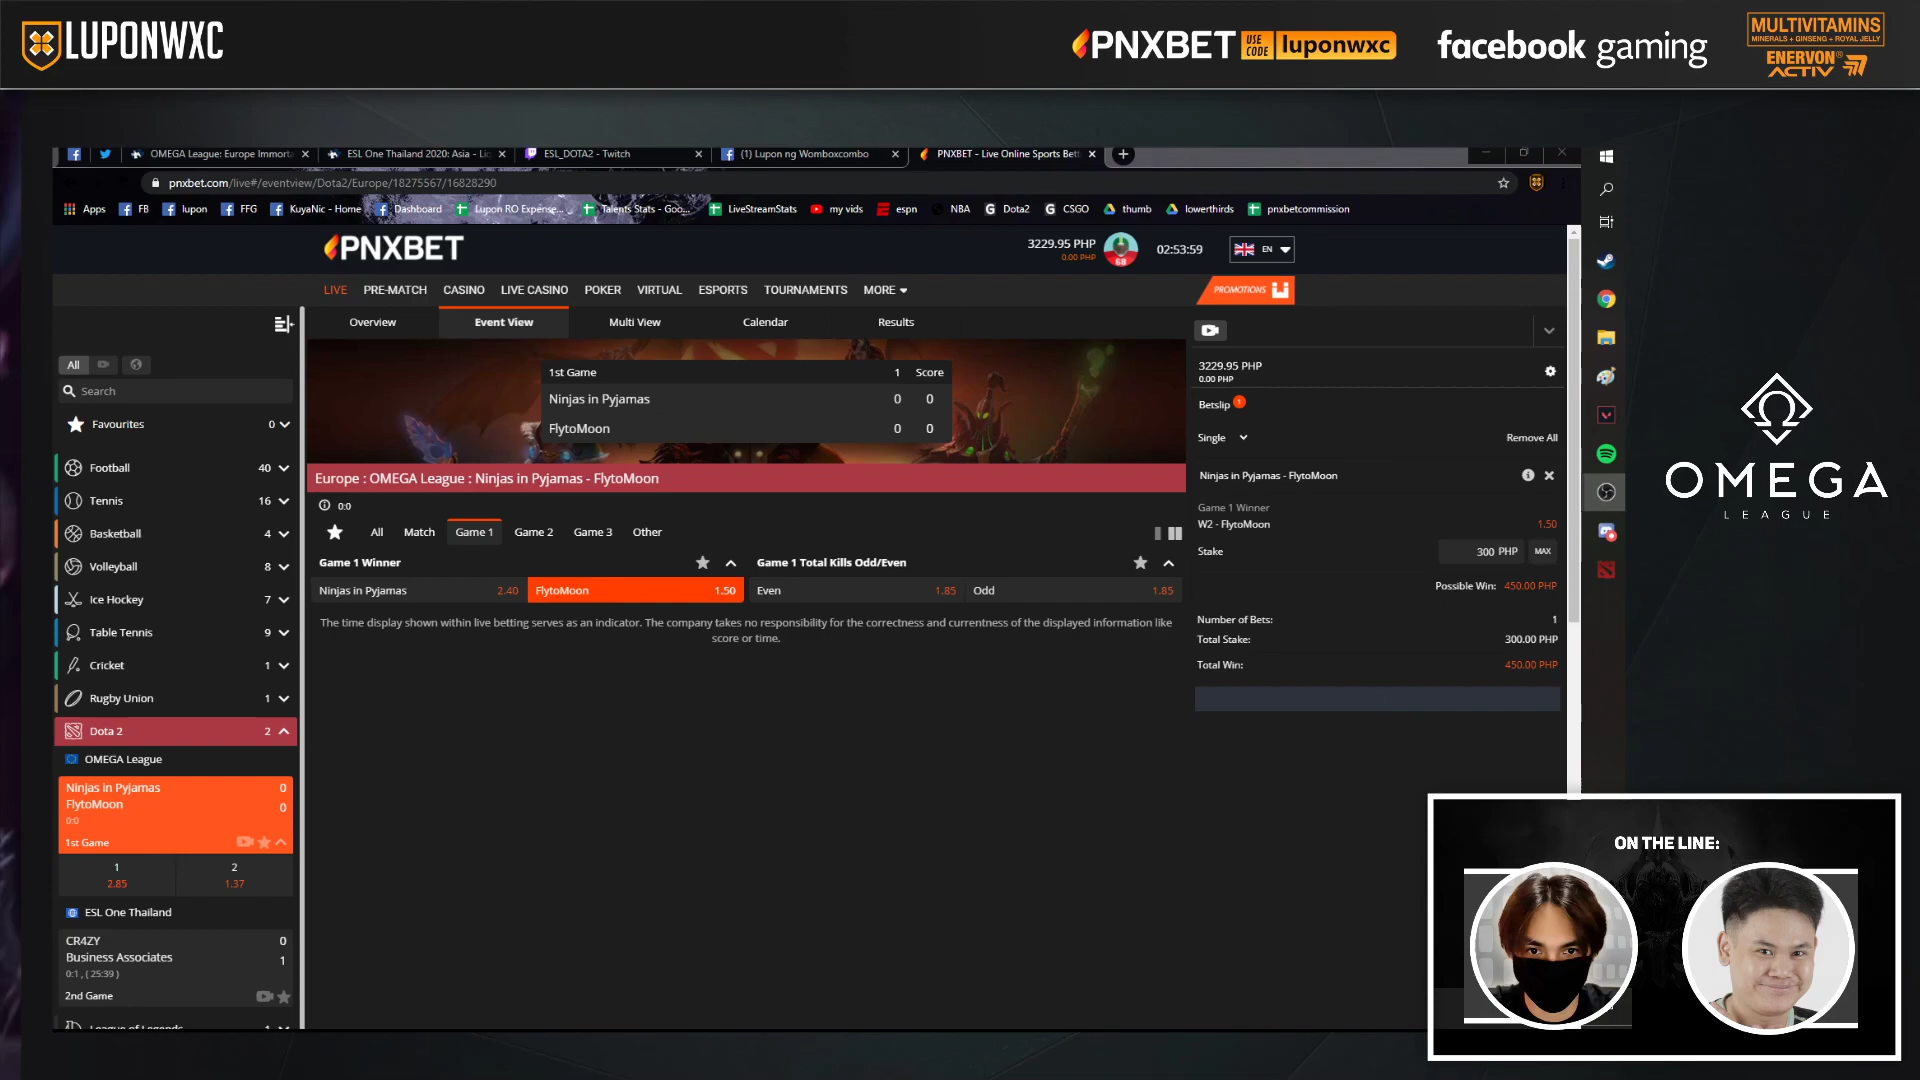 LUPONWXC
PNXBET USE CODE luponwxc
facebook gaming
MULTIVITAMINS
MINERALS + GINSENG + ROYAL JELLY
ENERVON®
ACTIV
OMEGA League: Europe Immorta
ESL One Thailand 2020: Asia - Liq
ESL_DOTA2 - Twitch
(1) Lupon ng Womboxcombo
PNXBET - Live Online Sports Bett
pnxbet.com/live#/eventview/Dota2/Europe/18275567/16828290
Apps FB lupon FFG KuyaNic - Home Dashboard Lupon RO Expense... Talents Stats - Goo... LiveStreamStats my vids espn NBA Dota2 CSGO thumb lowerthirds pnxbetcommission
PNXBET
3229.95 PHP
0.00 PHP
68
02:53:59
EN
LIVE PRE-MATCH CASINO LIVE CASINO POKER VIRTUAL ESPORTS TOURNAMENTS MORE
PROMOTIONS
Overview Event View Multi View Calendar Results
All
Search
Favourites 0
Football 40
Tennis 16
Basketball 4
Volleyball 8
Ice Hockey 7
Table Tennis 9
Cricket 1
Rugby Union 1
Dota 2 2
OMEGA League
Ninjas in Pyjamas 0
FlytoMoon 0
0:0
1st Game
1 2
2.85 1.37
ESL One Thailand
CR4ZY 0
Business Associates 1
0:1 , ( 25:39 )
2nd Game
League of Legends 1
1st Game 1 Score
Ninjas in Pyjamas 0 0
FlytoMoon 0 0
Europe : OMEGA League : Ninjas in Pyjamas - FlytoMoon
0:0
All Match Game 1 Game 2 Game 3 Other
Game 1 Winner
Ninjas in Pyjamas 2.40 FlytoMoon 1.50
Game 1 Total Kills Odd/Even
Even 1.85 Odd 1.85
The time display shown within live betting serves as an indicator. The company takes no responsibility for the correctness and currentness of the displayed information like
score or time.
3229.95 PHP
0.00 PHP
Betslip 1
Single Remove All
Ninjas in Pyjamas - FlytoMoon
Game 1 Winner
W2 - FlytoMoon 1.50
Stake 300 PHP MAX
Possible Win: 450.00 PHP
Number of Bets: 1
Total Stake: 300.00 PHP
Total Win: 450.00 PHP
OMEGA
LEAGUE
ON THE LINE: